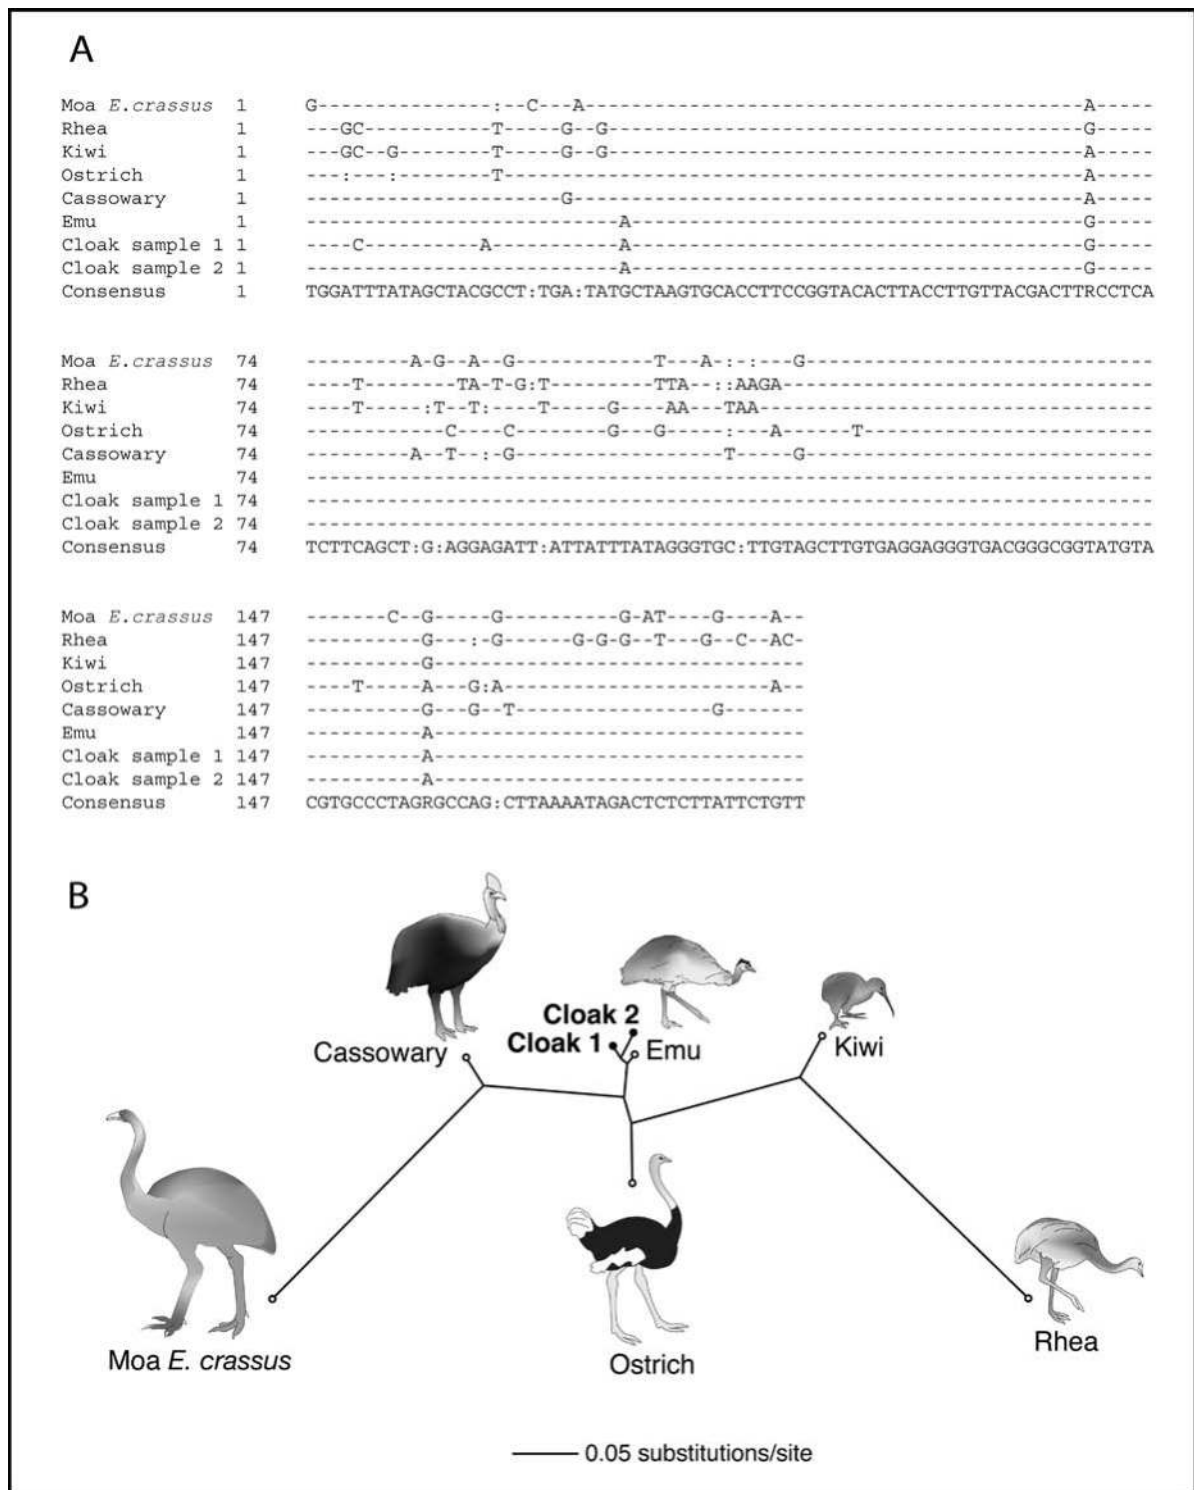 A
Moa E.crassus 1 G---------------:--C---A-------------------------------------------A-----
Rhea 1 ---GC-----------T-----G--G-----------------------------------------G-----
Kiwi 1 ---GC--G--------T-----G--G-----------------------------------------A-----
Ostrich 1 ---:---:--------T--------------------------------------------------A-----
Cassowary 1 ----------------------G--------------------------------------------A-----
Emu 1 ---------------------------A---------------------------------------G-----
Cloak sample 1 1 ----C----------A-----------A---------------------------------------G-----
Cloak sample 2 1 ---------------------------A---------------------------------------G-----
Consensus 1 TGGATTTATAGCTACGCCT:TGA:TATGCTAAGTGCACCTTCCGGTACACTTACCTTGTTACGACTTRCCTCA
Moa E.crassus 74 ---------A-G--A--G------------T---A-:-:---G------------------------------
Rhea 74 ----T--------TA-T-G:T---------TTA--::AAGA--------------------------------
Kiwi 74 ----T-----:T--T:----T-----G----AA---TAA----------------------------------
Ostrich 74 ------------C----C--------G---G-----:---A------T-------------------------
Cassowary 74 ---------A--T--:-G------------------T-----G------------------------------
Emu 74 -------------------------------------------------------------------------
Cloak sample 1 74 -------------------------------------------------------------------------
Cloak sample 2 74 -------------------------------------------------------------------------
Consensus 74 TCTTCAGCT:G:AGGAGATT:ATTATTTATAGGGTGC:TTGTAGCTTGTGAGGAGGGTGACGGGCGGTATGTA
Moa E.crassus 147 -------C--G-----G----------G-AT----G----A--
Rhea 147 ----------G---:-G------G-G-G--T---G--C--AC-
Kiwi 147 ----------G--------------------------------
Ostrich 147 ----T-----A---G:A-----------------------A--
Cassowary 147 ----------G---G--T-----------------G-------
Emu 147 ----------A--------------------------------
Cloak sample 1 147 ----------A--------------------------------
Cloak sample 2 147 ----------A--------------------------------
Consensus 147 CGTGCCCTAGRGCCAG:CTTAAAATAGACTCTCTTATTCTGTT
B
Cloak 2
Cloak 1
Cassowary
Emu
Kiwi
Moa E. crassus
Ostrich
Rhea
0.05 substitutions/site